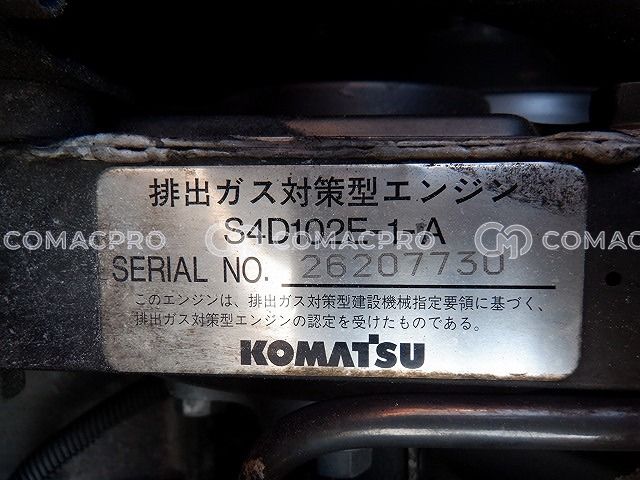 排出ガス対策型エンジン
S4D102E-1-A
SERIAL NO. 26207730
このエンジンは、排出ガス対策型建設機械指定要領に基づく、
排出ガス対策型エンジンの認定を受けたものである。
KOMATSU
COMACPRO COMACPRO COMACPRO